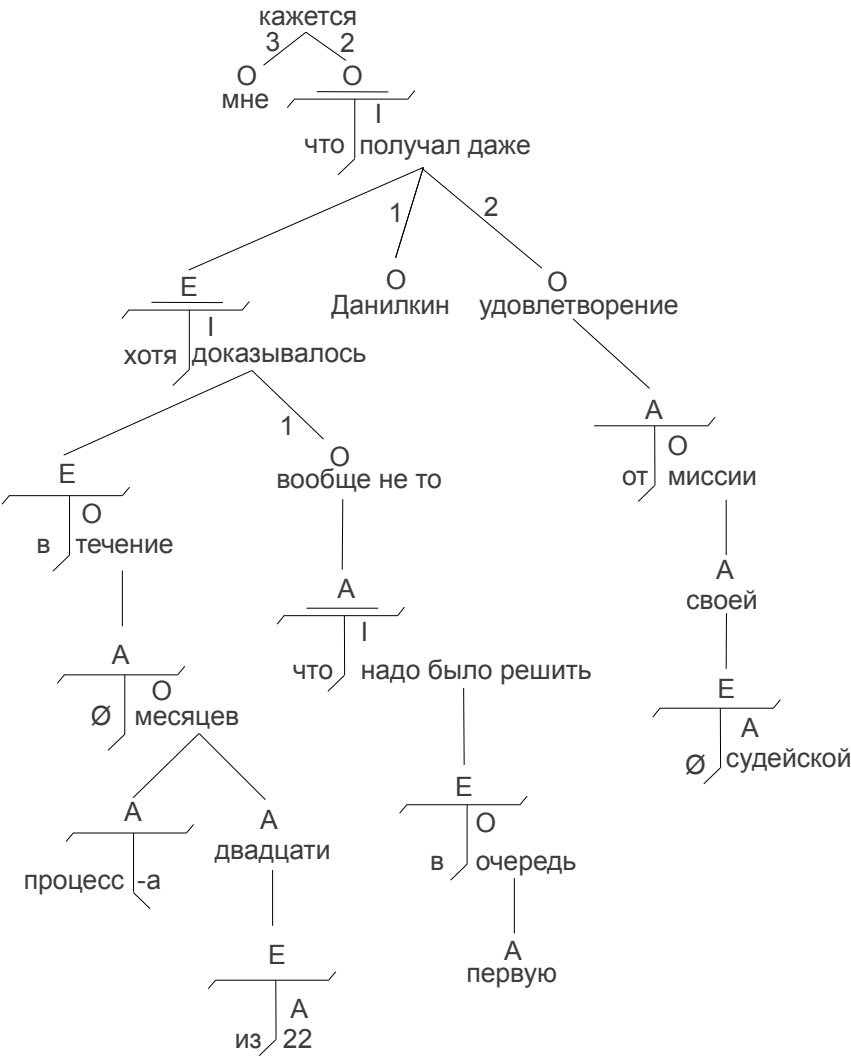 кажется
3 2
О О
мне
I
что получал даже
1 2
Е О О
Данилкин удовлетворение
I
хотя доказывалось
А
1 О
Е О от миссии
вообще не то
О
в течение
А А
своей
I
А что надо было решить
О Е
Ø месяцев А
Ø судейской
Е
А А О
двадцати в очередь
процесс -а
А
Е первую
А
из 22